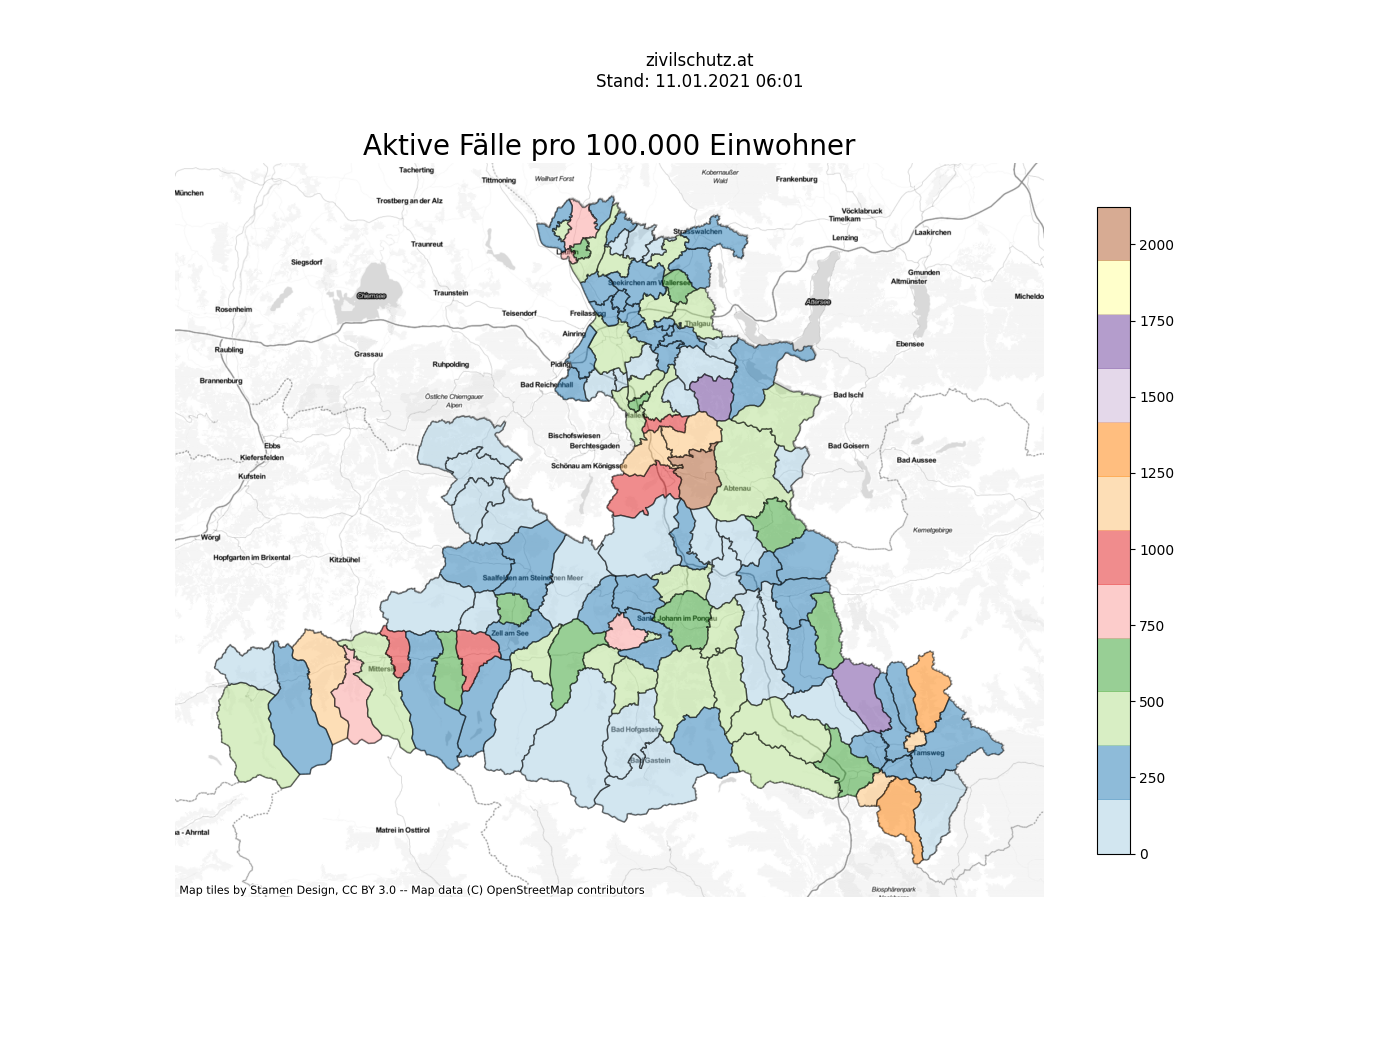 zivilschutz.at
Stand: 11.01.2021 06:01
Aktive Fälle pro 100.000 Einwohner
Tacherting
Tittmoning
Weilhart Forst
Kobernaußer
Wald
Frankenburg
München
Trostberg an der Alz
Vöcklabruck
Timelkam
Laakirchen
Lenzing
Strasswalchen
Traunreut
Siegsdorf
Gmunden
Altmünster
Seekirchen am Wallersee
Chiemsee
Traunstein
Micheldo
Attersee
Rosenheim
Teisendorf
Freilassing
Thalgau
Ainring
Ebensee
Raubling
Grassau
Ruhpolding
Piding
Brannenburg
Bad Reichenhall
Östliche Chiemgauer
Alpen
Bad Ischl
Hallein
Bischofswiesen
Berchtesgaden
Ebbs
Kiefersfelden
Bad Goisern
Bad Aussee
Schönau am Königssee
Kufstein
Abtenau
Wörgl
Kemetgebirge
Hopfgarten im Brixental
Kitzbühel
Saalfelden am Steinernen Meer
Sankt Johann im Pongau
Zell am See
Mittersill
Bad Hofgastein
Bad Gastein
Tamsweg
Matrei in Osttirol
a - Ahrntal
Biosphärenpark
Map tiles by Stamen Design, CC BY 3.0 -- Map data (C) OpenStreetMap contributors
2000
1750
1500
1250
1000
750
500
250
0